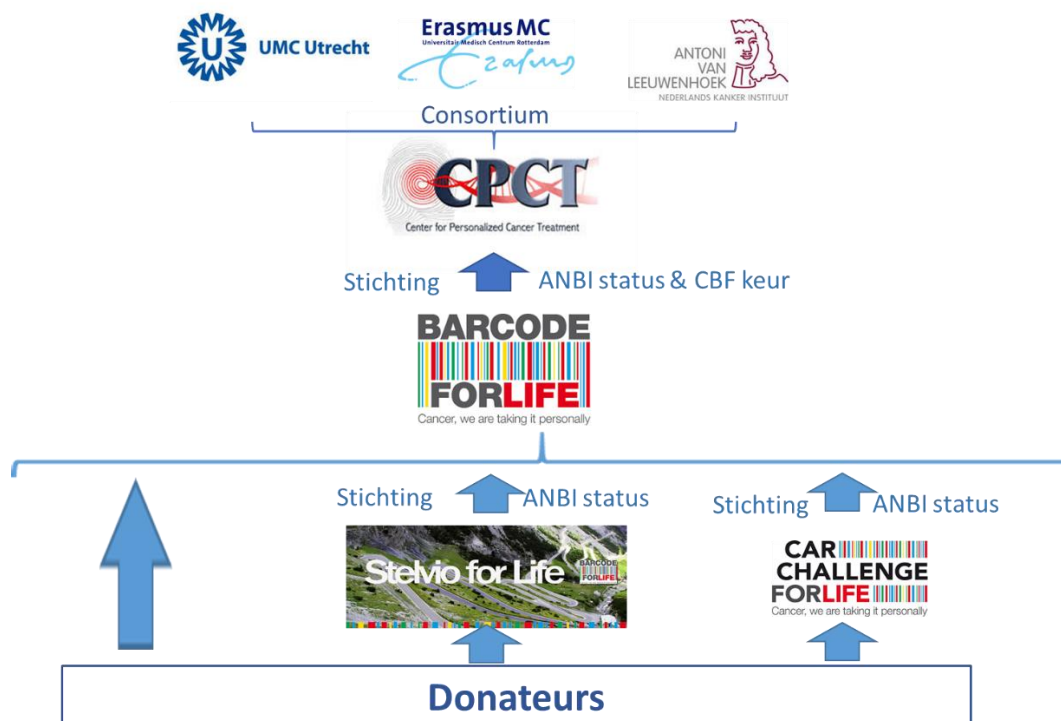 UMC Utrecht
Erasmus MC
Universitair Medisch Centrum Rotterdam
Erasmus
ANTONI
VAN
LEEUWENHOEK
NEDERLANDS KANKER INSTITUUT
Consortium
CPCT
Center for Personalized Cancer Treatment
Stichting
ANBI status & CBF keur
BARCODE
FORLIFE
Cancer, we are taking it personally
Stichting
ANBI status
Stichting
ANBI status
Stelvio for Life
BARCODE
FORLIFE
CAR
CHALLENGE
FORLIFE
Cancer, we are taking it personally
Donateurs